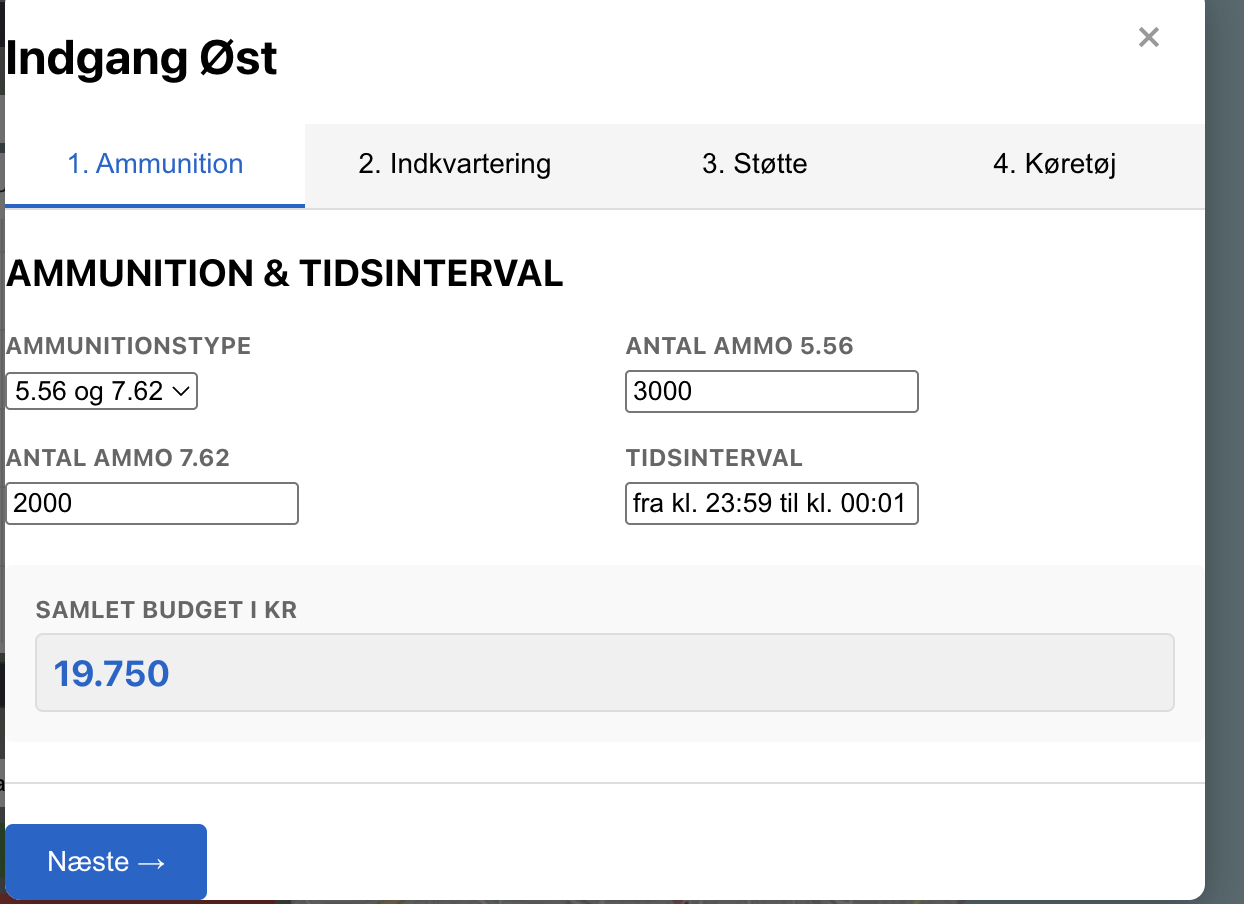 Indgang Øst
×
1. Ammunition
2. Indkvartering
3. Støtte
4. Køretøj
AMMUNITION & TIDSINTERVAL
AMMUNITIONSTYPE
ANTAL AMMO 5.56
5.56 og 7.62
3000
ANTAL AMMO 7.62
TIDSINTERVAL
2000
fra kl. 23:59 til kl. 00:01
SAMLET BUDGET I KR
19.750
Næste →